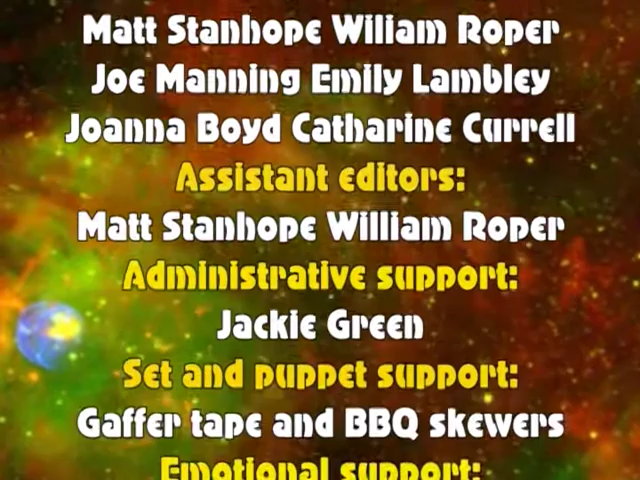 Matt Stanhope Wiliam Roper
Joe Manning Emily Lambley
Joanna Boyd Catharine Currell
Assistant editors:
Matt Stanhope William Roper
Administrative support:
Jackie Green
Set and puppet support:
Gaffer tape and BBQ skewers
Emotional support: